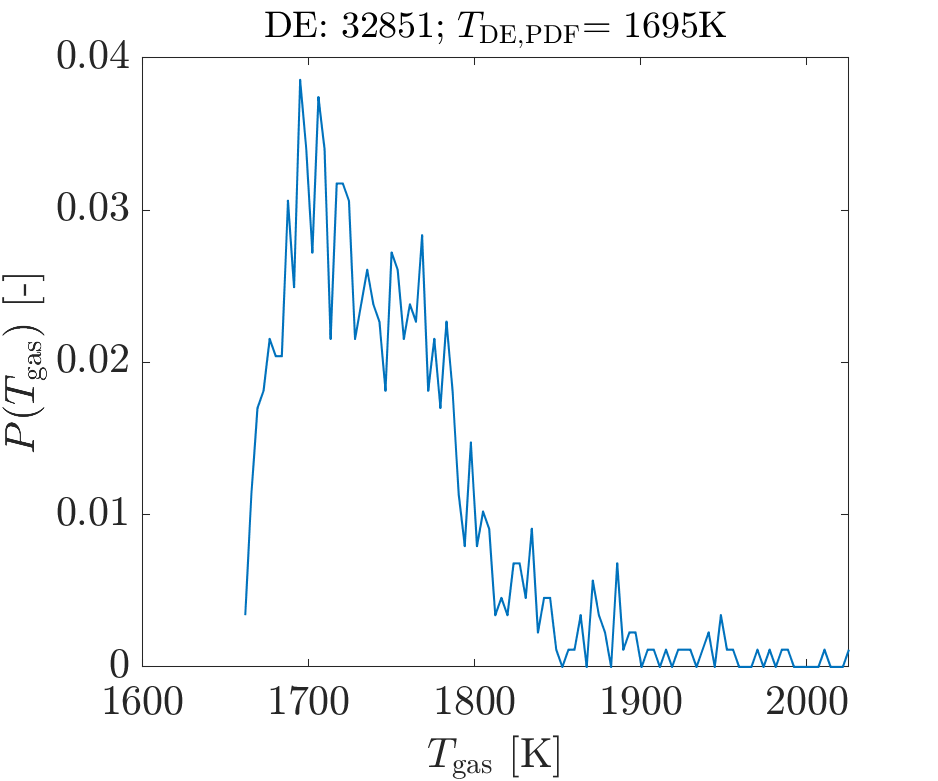 DE: 32851; T_DE,PDF= 1695K
0.04
0.03
0.02
0.01
0
P(T_gas) [-]
1600 1700 1800 1900 2000
T_gas [K]